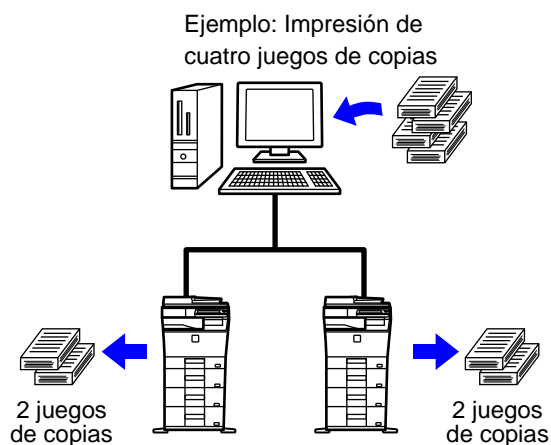 Ejemplo: Impresión de
cuatro juegos de copias
2 juegos
de copias
2 juegos
de copias